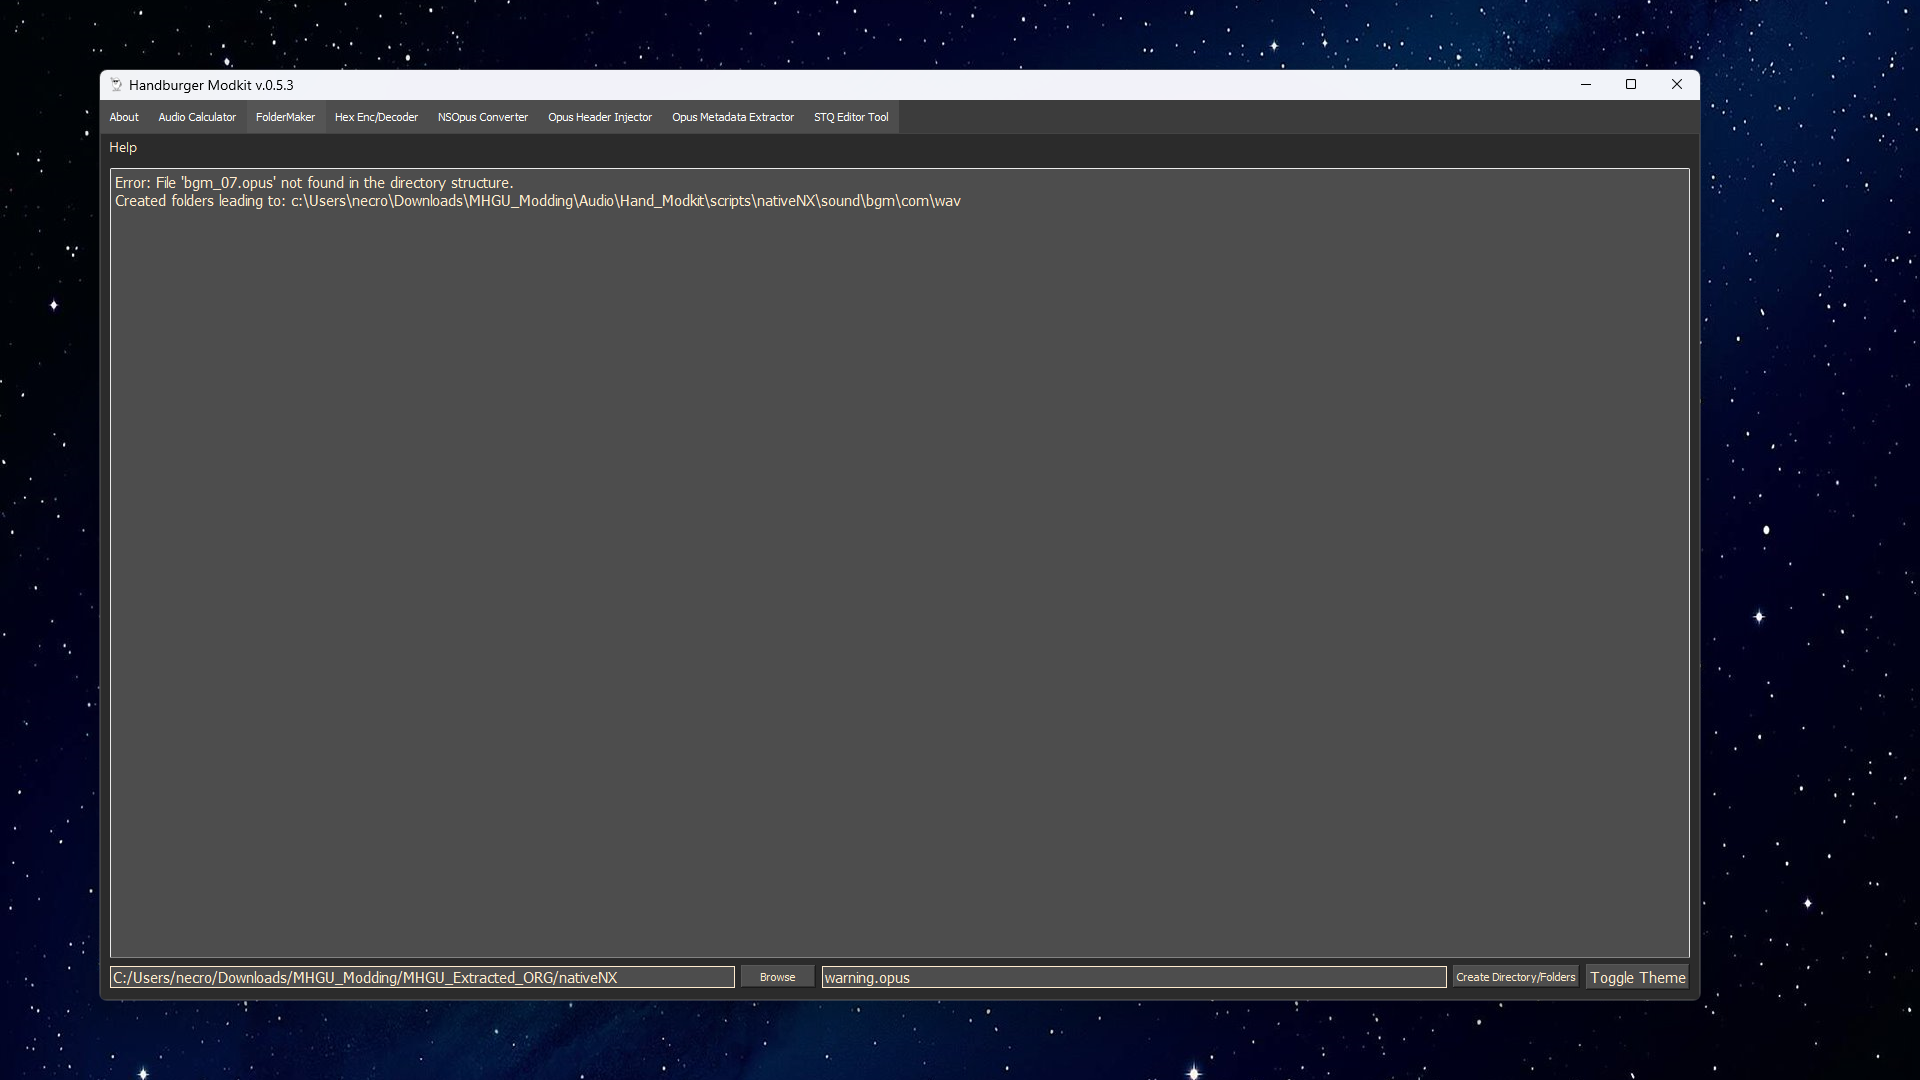 Handburger Modkit v.0.5.3
About Audio Calculator FolderMaker Hex Enc/Decoder NSOpus Converter Opus Header Injector Opus Metadata Extractor STQ Editor Tool
Help
Error: File 'bgm_07.opus' not found in the directory structure.
Created folders leading to: c:\Users\necro\Downloads\MHGU_Modding\Audio\Hand_Modkit\scripts\nativeNX\sound\bgm\com\wav
C:/Users/necro/Downloads/MHGU_Modding/MHGU_Extracted_ORG/nativeNX Browse warning.opus Create Directory/Folders Toggle Theme